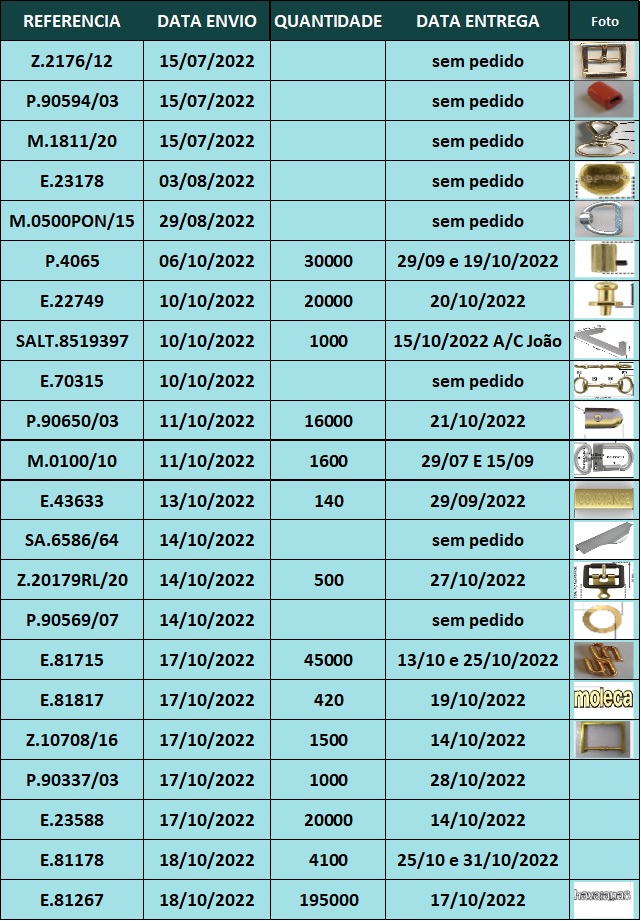 REFERENCIA DATA ENVIO QUANTIDADE DATA ENTREGA Foto
Z.2176/12 15/07/2022 sem pedido
P.90594/03 15/07/2022 sem pedido
M.1811/20 15/07/2022 sem pedido
E.23178 03/08/2022 sem pedido
M.0500PON/15 29/08/2022 sem pedido
P.4065 06/10/2022 30000 29/09 e 19/10/2022
E.22749 10/10/2022 20000 20/10/2022
SALT.8519397 10/10/2022 1000 15/10/2022 A/C João
E.70315 10/10/2022 sem pedido
P.90650/03 11/10/2022 16000 21/10/2022
M.0100/10 11/10/2022 1600 29/07 E 15/09
E.43633 13/10/2022 140 29/09/2022
SA.6586/64 14/10/2022 sem pedido
Z.20179RL/20 14/10/2022 500 27/10/2022
P.90569/07 14/10/2022 sem pedido
E.81715 17/10/2022 45000 13/10 e 25/10/2022
E.81817 17/10/2022 420 19/10/2022 moleca
Z.10708/16 17/10/2022 1500 14/10/2022
P.90337/03 17/10/2022 1000 28/10/2022
E.23588 17/10/2022 20000 14/10/2022
E.81178 18/10/2022 4100 25/10 e 31/10/2022
E.81267 18/10/2022 195000 17/10/2022 havaianas